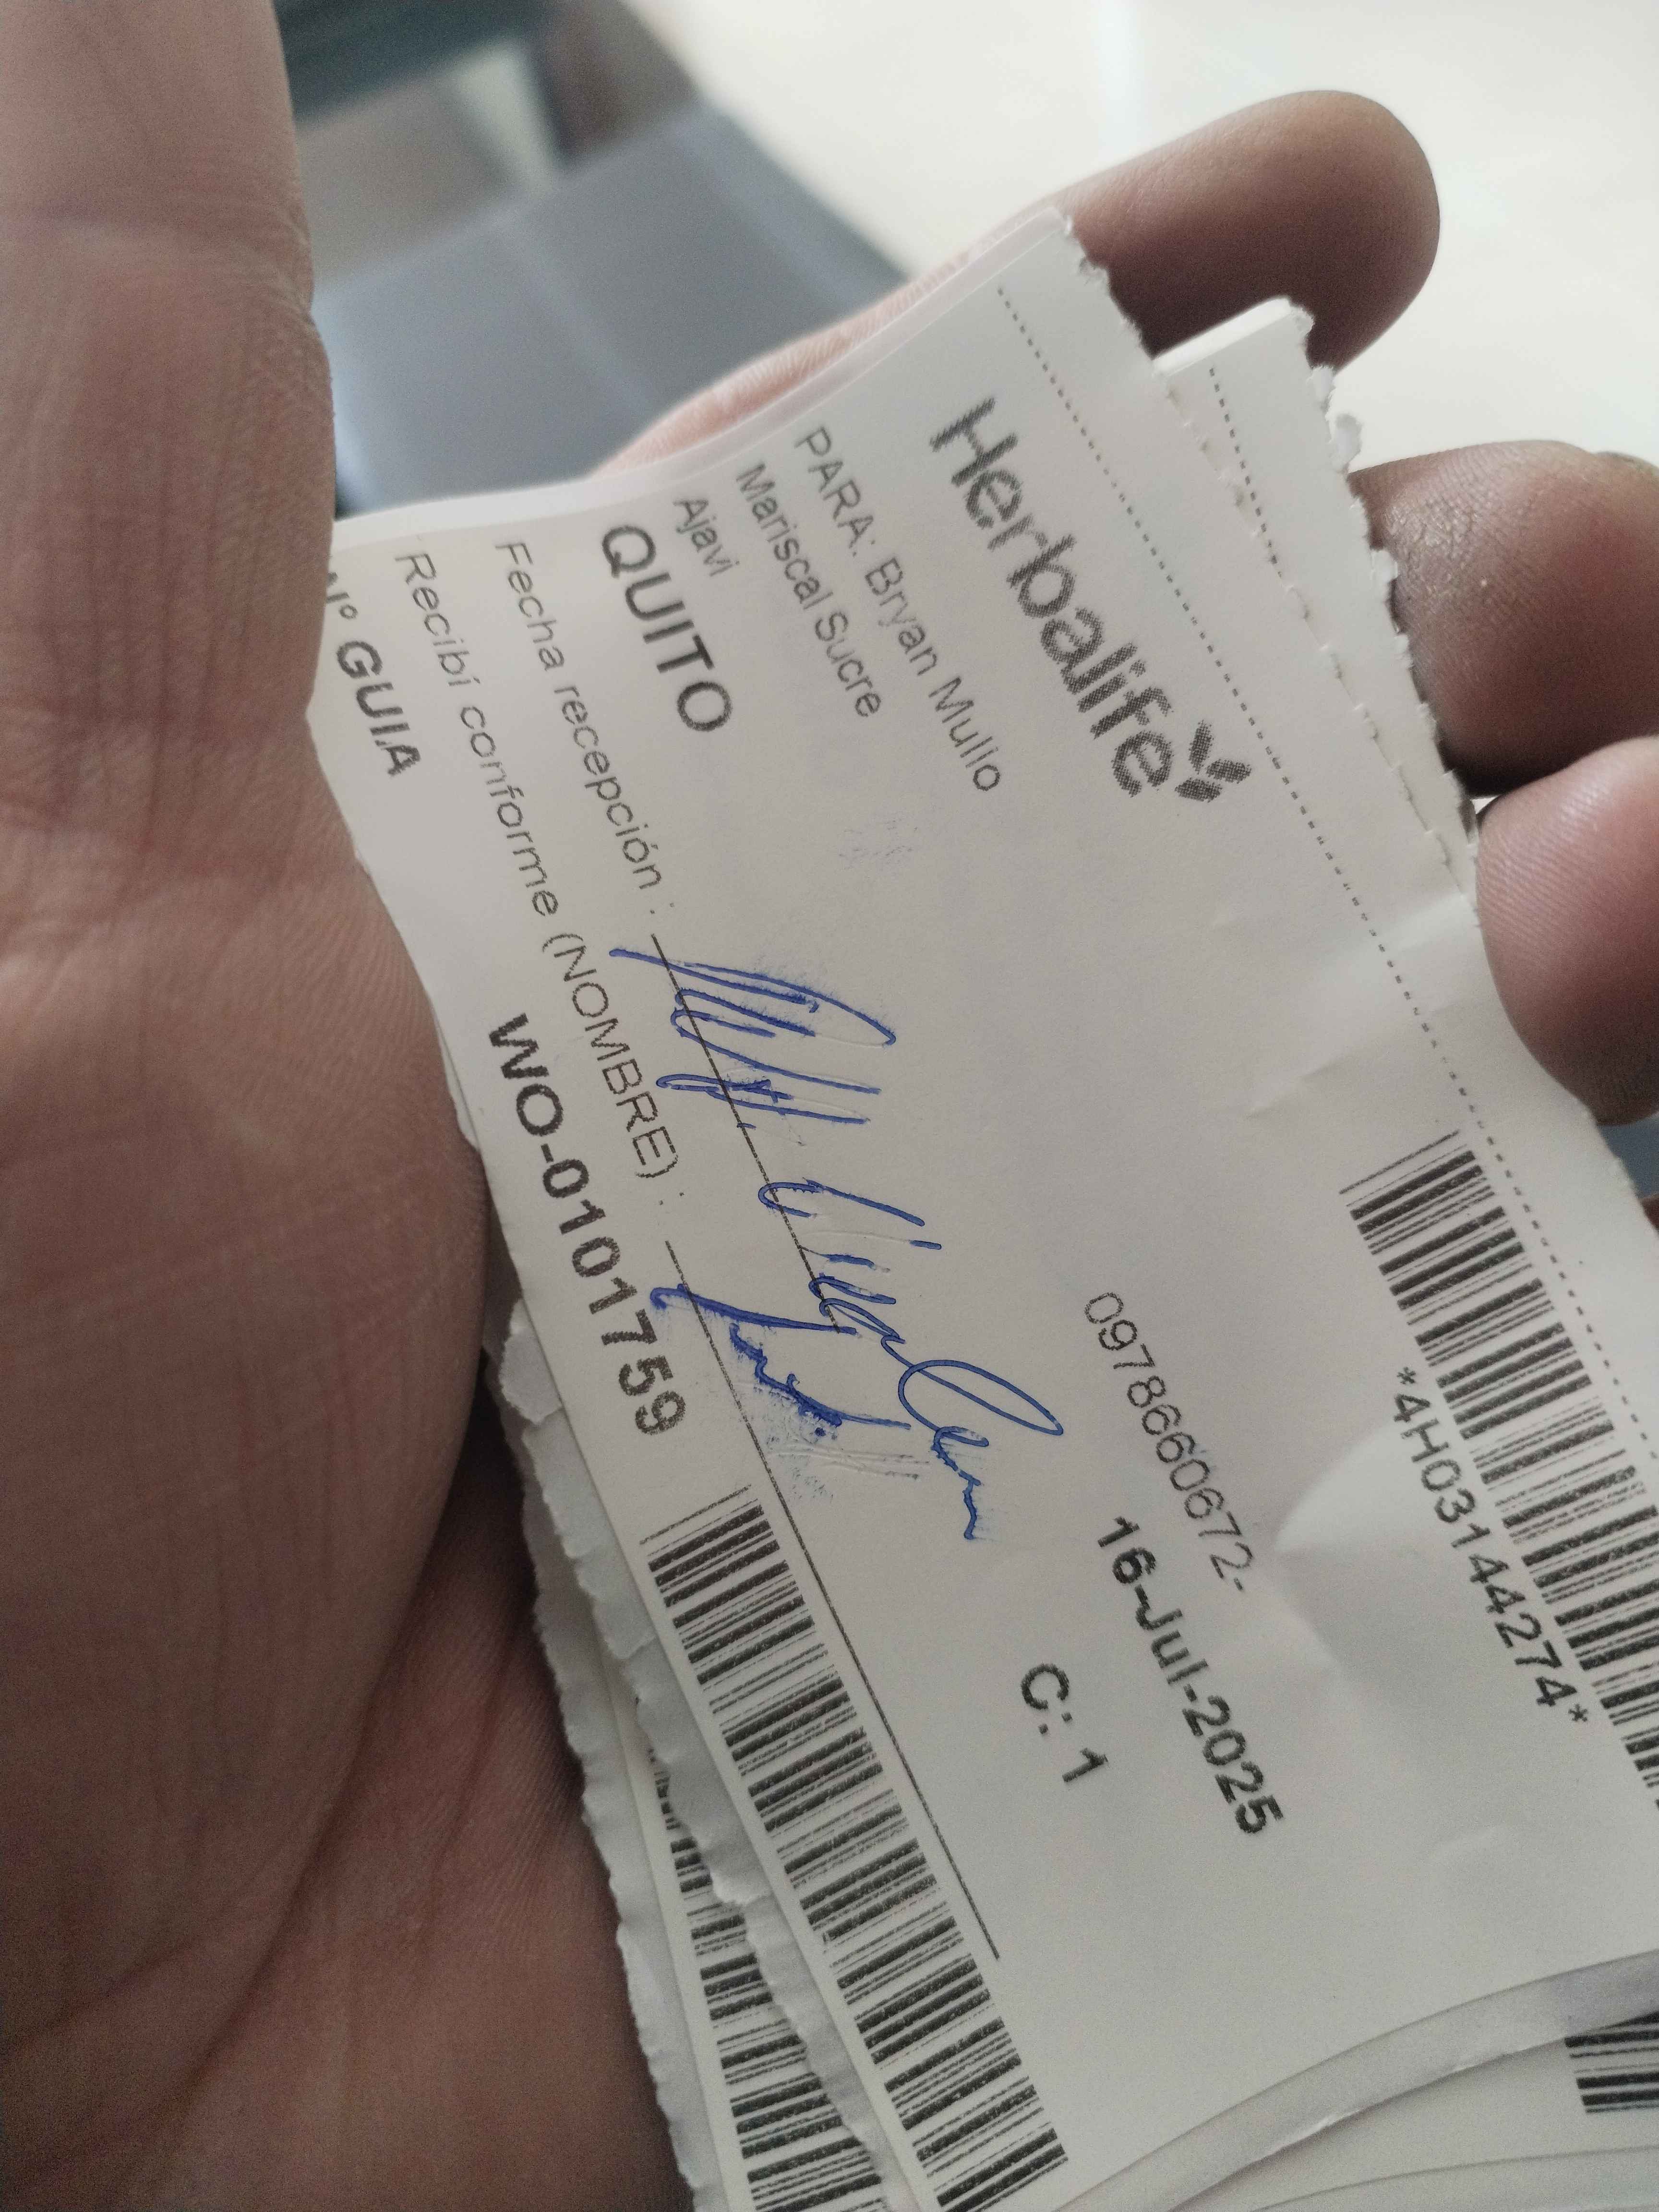 Herbalife
*4H03144274*
PARA: Bryan Mullo
Mariscal Sucre
0978660672-
Ajavi
16-Jul-2025
QUITO
C: 1
Fecha recepción :
Recibí conforme (NOMBRE) :
N° GUIA
WO-0101759